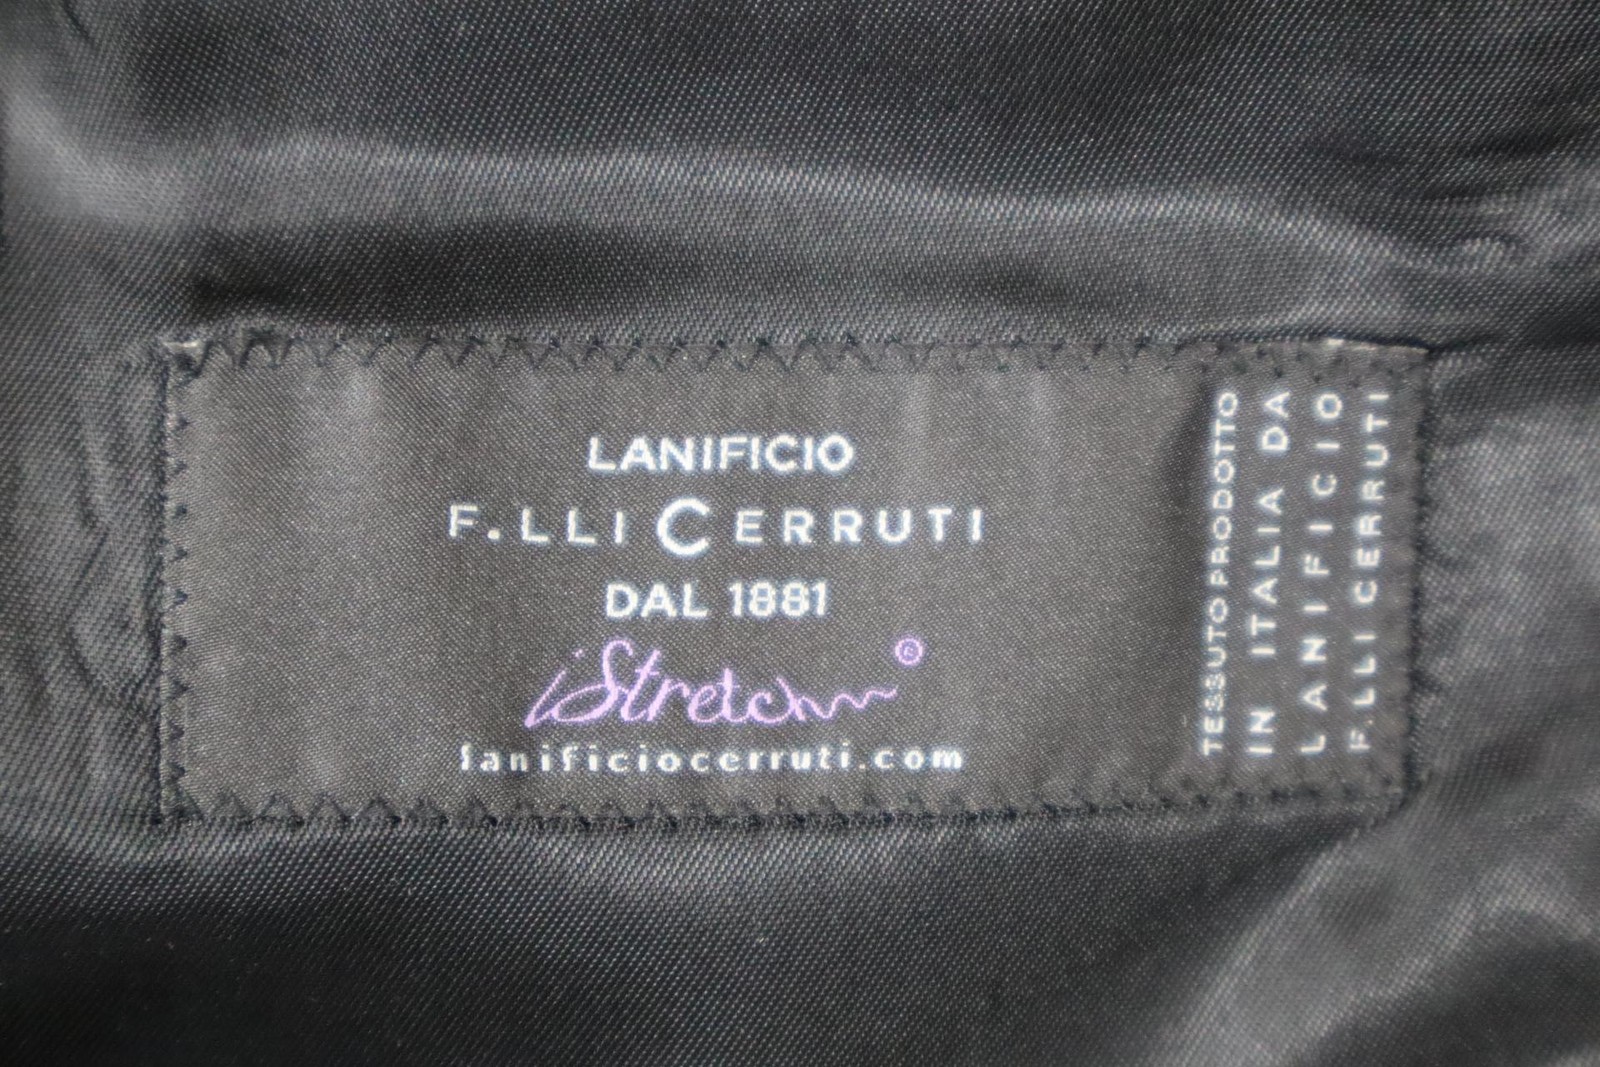 LANIFICIO
F.LLI CERRUTI
DAL 1881
iStretch ®
lanificiocerruti.com
TESSUTO PRODOTTO
IN ITALIA DA
LANIFICIO
F.LLI CERRUTI